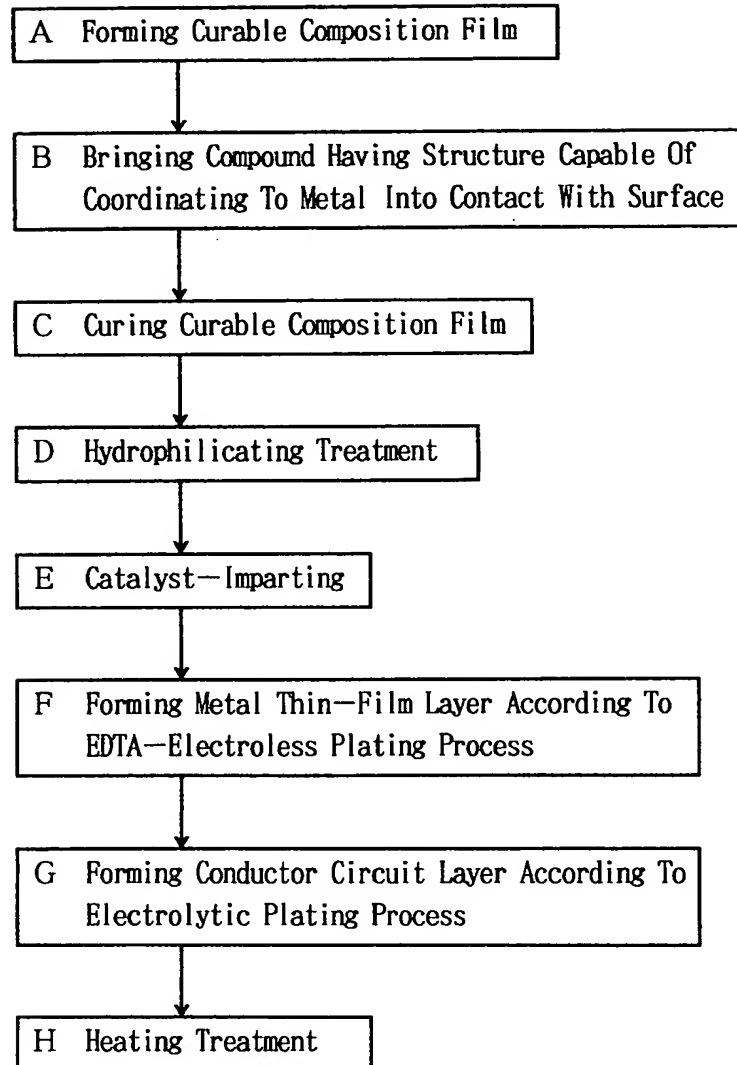 A Forming Curable Composition Film
B Bringing Compound Having Structure Capable Of
Coordinating To Metal Into Contact With Surface
C Curing Curable Composition Film
D Hydrophilicating Treatment
E Catalyst—Imparting
F Forming Metal Thin—Film Layer According To
EDTA—Electroless Plating Process
G Forming Conductor Circuit Layer According To
Electrolytic Plating Process
H Heating Treatment